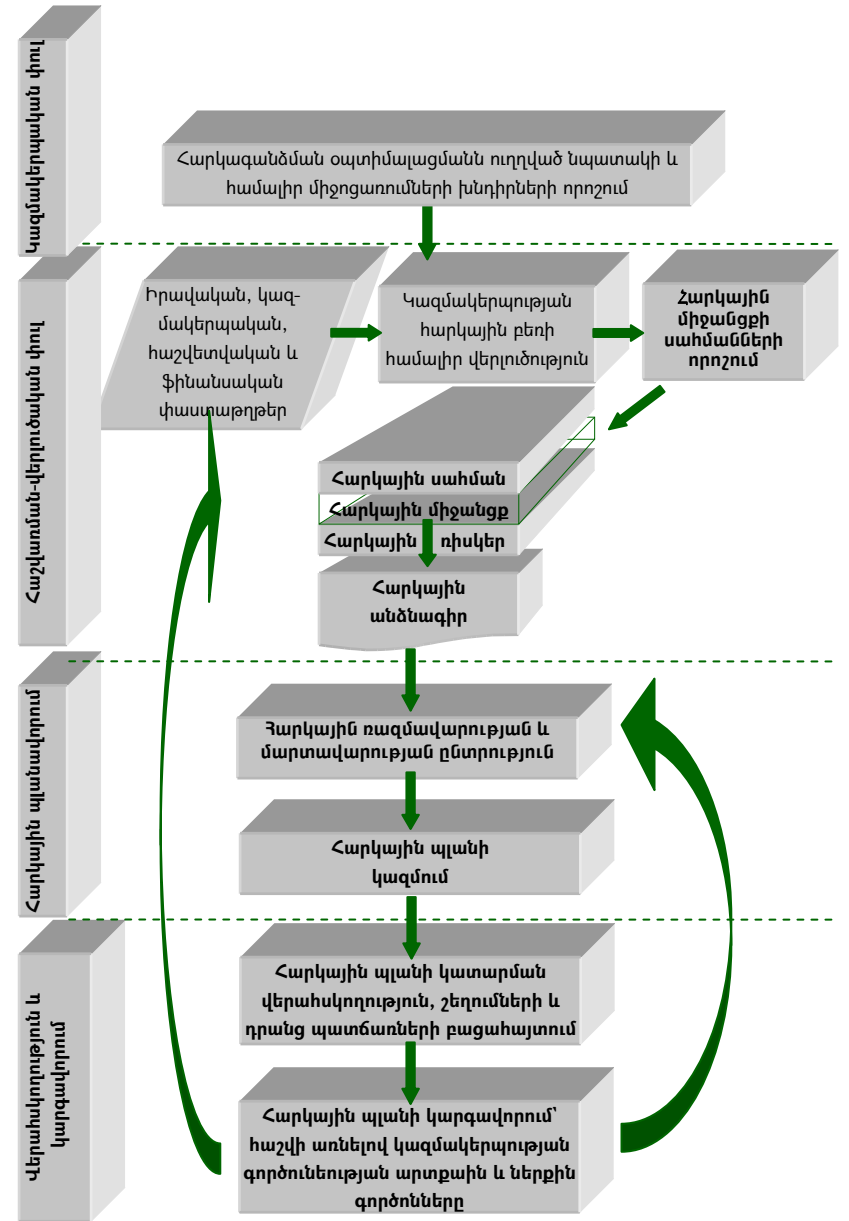 Կազմակերպչական փուլ
Հարկագանձման օպտիմալացմանն ուղղված նպատակի և
համալիր միջոցառումների խնդիրների որոշում
Հաշվառման-վերլուծական փուլ
Իրավական, կազ-
մակերպական,
հաշվետվական և
ֆինանսական
փաստաթղթեր
Կազմակերպության
հարկային բեռի
համալիր վերլուծություն
Հարկային
միջանցքի
սահմանների
որոշում
Հարկային սահման
Հարկային միջանցք
Հարկային ռիսկեր
Հարկային
անձնագիր
Հարկային պլանավորում
Հարկային ռազմավարության և
մարտավարության ընտրություն
Հարկային պլանի
կազմում
Վերահսկողություն և
կարգավորում
Հարկային պլանի կատարման
վերահսկողություն, շեղումների և
դրանց պատճառների բացահայտում
Հարկային պլանի կարգավորում՝
հաշվի առնելով կազմակերպության
գործունեության արտքաին և ներքին
գործոնները